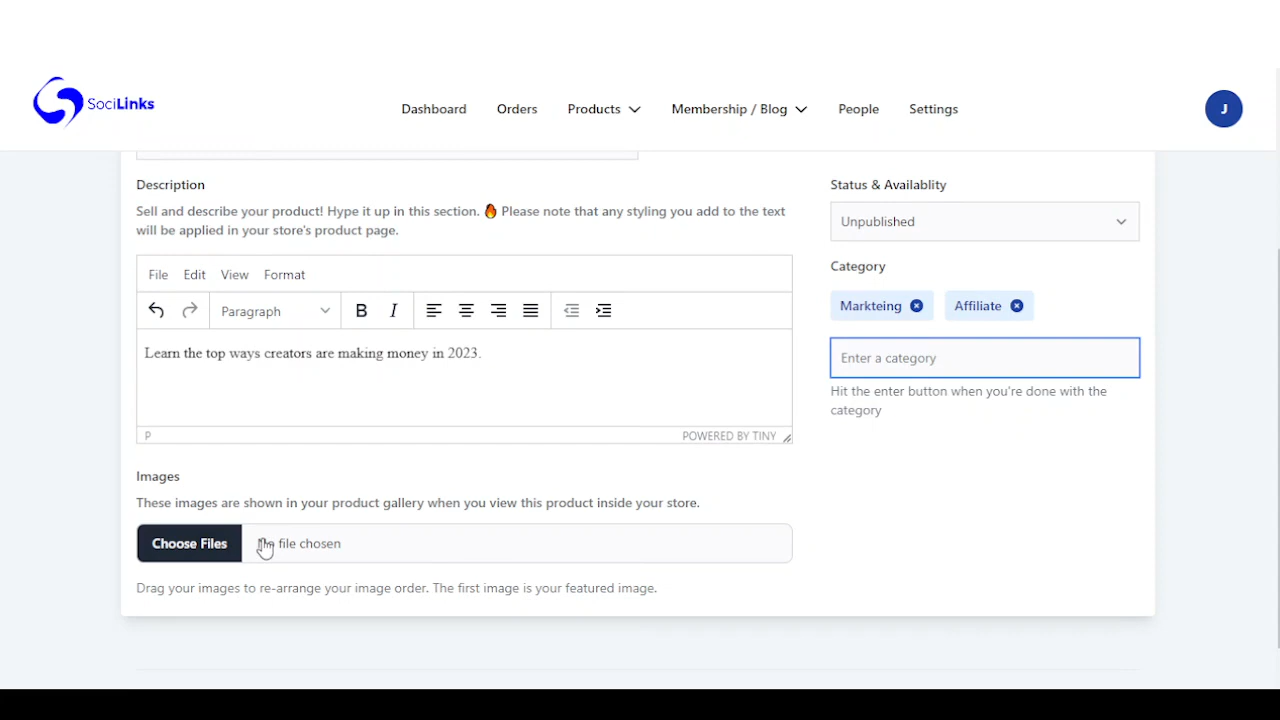 SociLinks
Dashboard
Orders
Products
Membership / Blog
People
Settings
J
Description
Sell and describe your product! Hype it up in this section. 🔥 Please note that any styling you add to the text
will be applied in your store's product page.
File Edit View Format
Paragraph
B I
Learn the top ways creators are making money in 2023.
P
POWERED BY TINY
Images
These images are shown in your product gallery when you view this product inside your store.
Choose Files
No file chosen
Drag your images to re-arrange your image order. The first image is your featured image.
Status & Availablity
Unpublished
Category
Markteing
Affiliate
Enter a category
Hit the enter button when you're done with the
category